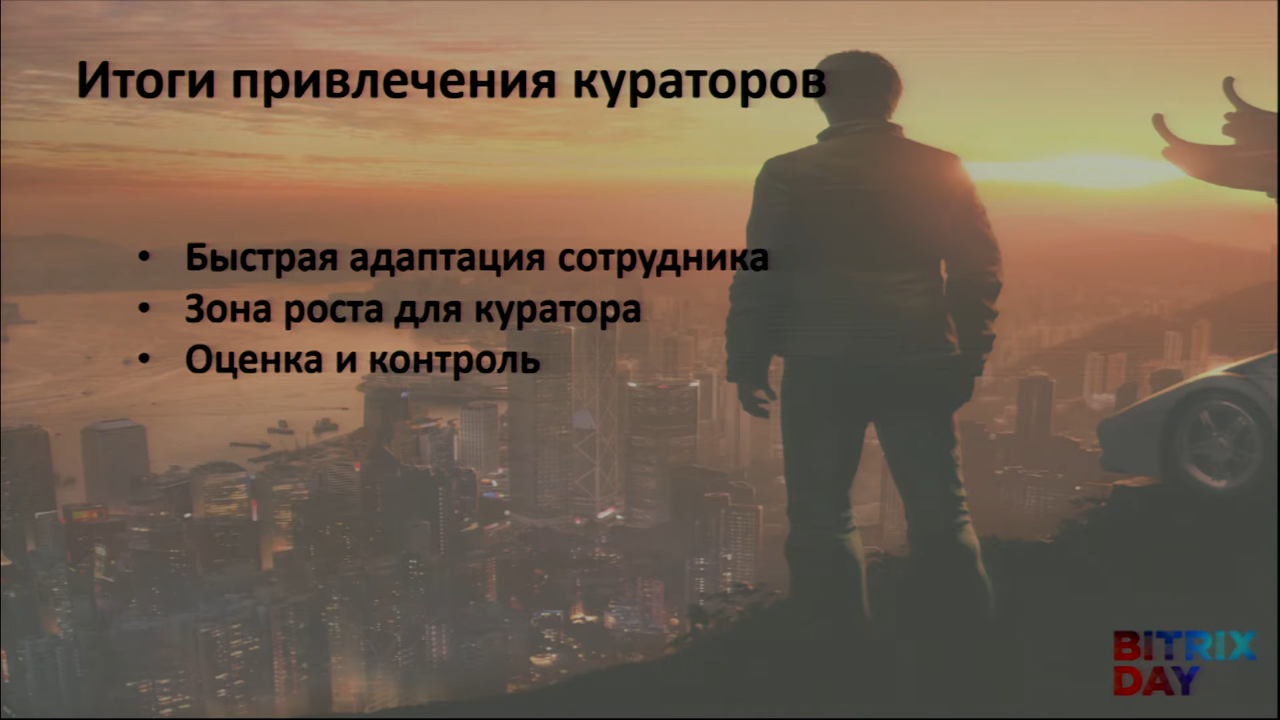 Итоги привлечения кураторов
• Быстрая адаптация сотрудника
• Зона роста для куратора
• Оценка и контроль
BITRIX
DAY